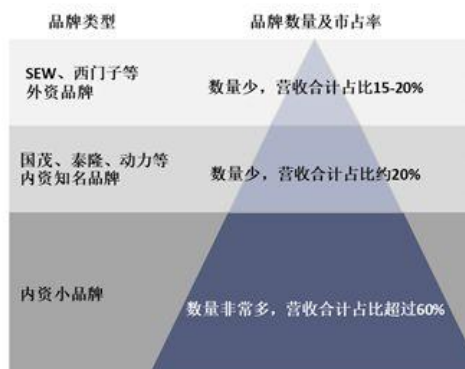 品牌类型
品牌数量及市占率
SEW、西门子等
外资品牌
数量少，营收合计占比15-20%
国茂、泰隆、动力等
内资知名品牌
数量少，营收合计占比约20%
内资小品牌
数量非常多，营收合计占比超过60%